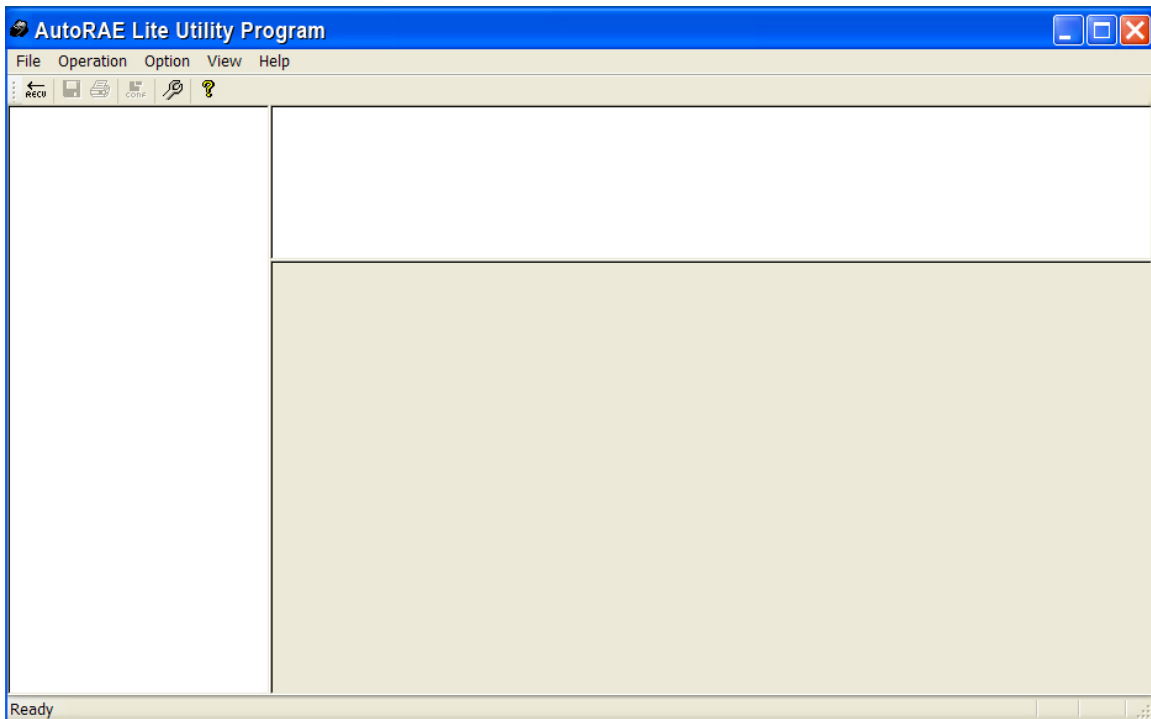 AutoRAE Lite Utility Program
File Operation Option View Help
RECV CONF ?
Ready